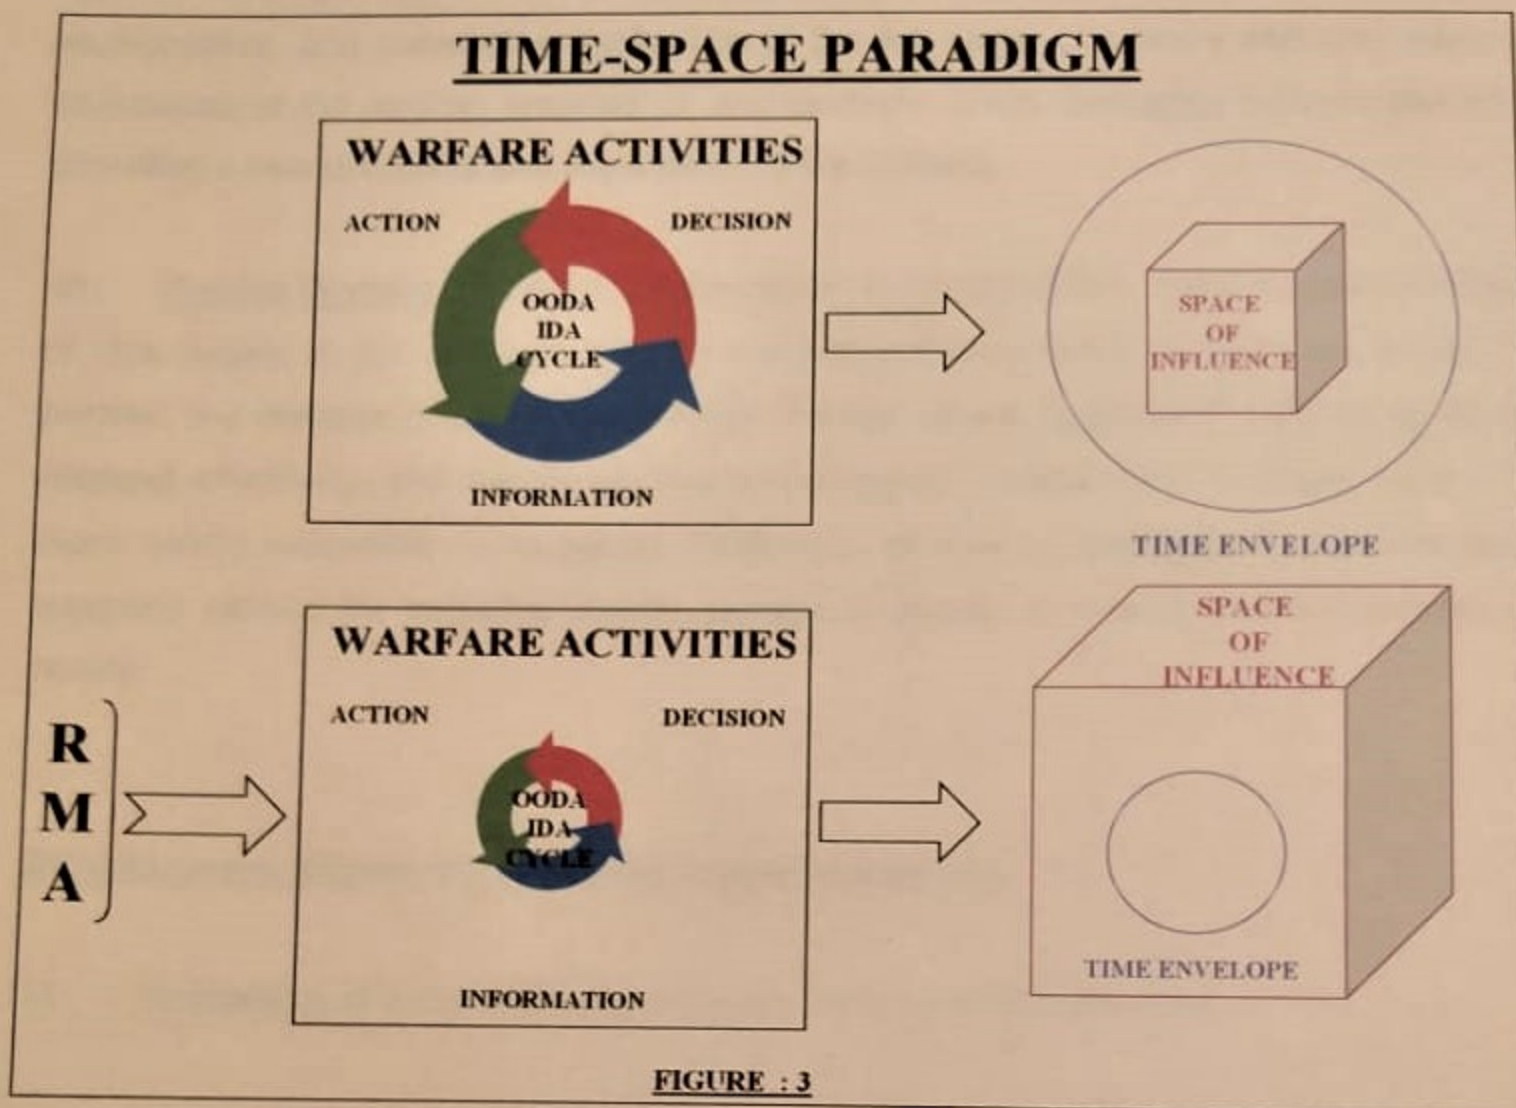 TIME-SPACE PARADIGM
WARFARE ACTIVITIES
ACTION
DECISION
OODA
IDA
CYCLE
INFORMATION
SPACE
OF
INFLUENCE
TIME ENVELOPE
R
M
A
WARFARE ACTIVITIES
ACTION
DECISION
OODA
IDA
CYCLE
INFORMATION
SPACE
OF
INFLUENCE
TIME ENVELOPE
FIGURE : 3